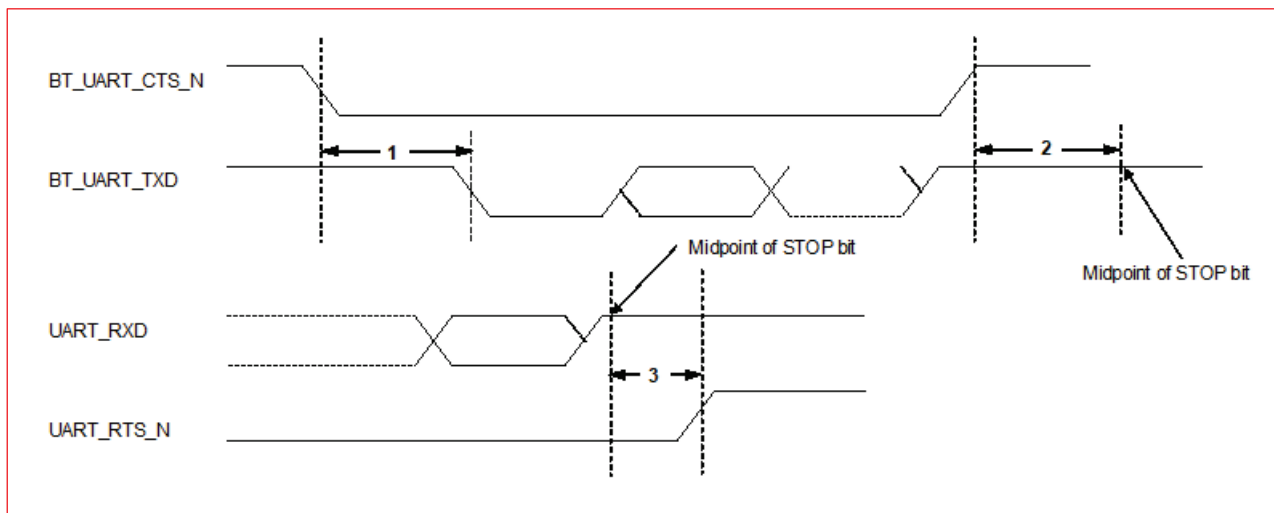 BT_UART_CTS_N
1
2
BT_UART_TXD
Midpoint of STOP bit
Midpoint of STOP bit
UART_RXD
3
UART_RTS_N